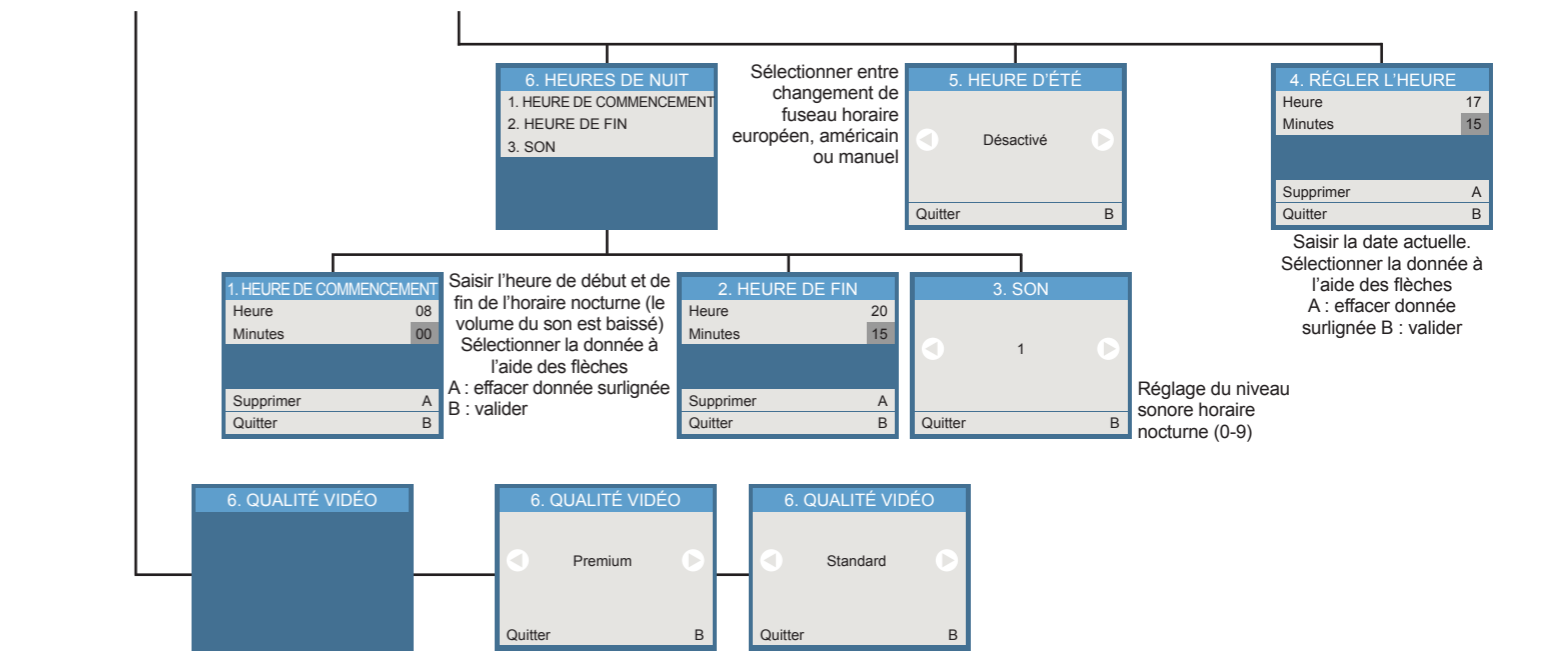 6. HEURES DE NUIT
1. HEURE DE COMMENCEMENT
2. HEURE DE FIN
3. SON
Sélectionner entre
changement de
fuseau horaire
européen, américain
ou manuel
5. HEURE D'ÉTÉ
Désactivé
Quitter B
4. RÉGLER L'HEURE
Heure 17
Minutes 15
Supprimer A
Quitter B
Saisir la date actuelle.
Sélectionner la donnée à
l'aide des flèches
A : effacer donnée
surlignée B : valider
1. HEURE DE COMMENCEMENT
Heure 08
Minutes 00
Supprimer A
Quitter B
Saisir l'heure de début et de
fin de l'horaire nocturne (le
volume du son est baissé)
Sélectionner la donnée à
l'aide des flèches
A : effacer donnée surlignée
B : valider
2. HEURE DE FIN
Heure 20
Minutes 15
Supprimer A
Quitter B
3. SON
1
Quitter B
Réglage du niveau
sonore horaire
nocturne (0-9)
6. QUALITÉ VIDÉO
6. QUALITÉ VIDÉO
Premium
Quitter B
6. QUALITÉ VIDÉO
Standard
Quitter B